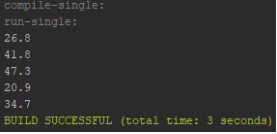 compile-single:
run-single:
26.8
41.8
47.3
20.9
34.7
BUILD SUCCESSFUL (total time: 3 seconds)